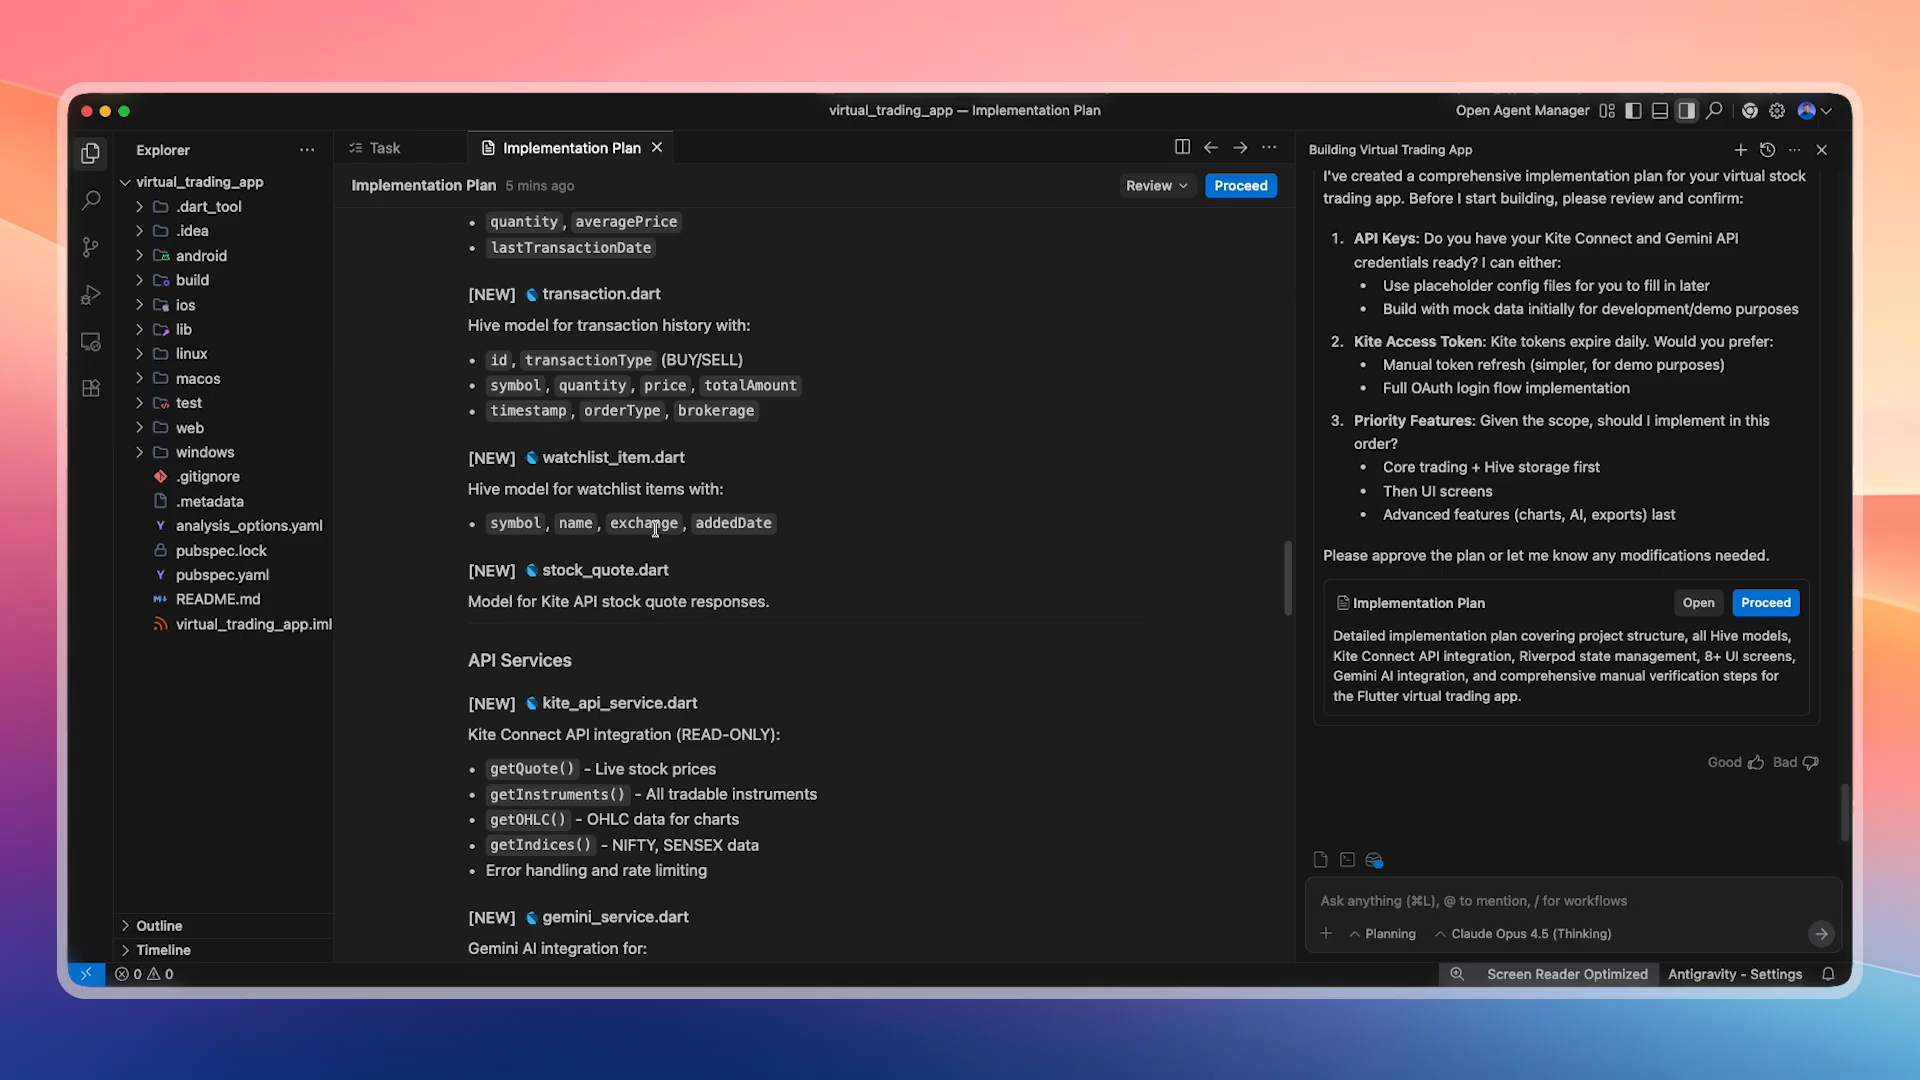 virtual_trading_app — Implementation Plan
Open Agent Manager
Explorer
virtual_trading_app
.dart_tool
.idea
android
build
ios
lib
linux
macos
test
web
windows
.gitignore
.metadata
analysis_options.yaml
pubspec.lock
pubspec.yaml
README.md
virtual_trading_app.iml
Outline
Timeline
Task
Implementation Plan
Implementation Plan 5 mins ago
Review
Proceed
• quantity, averagePrice
• lastTransactionDate
[NEW] transaction.dart
Hive model for transaction history with:
• id, transactionType (BUY/SELL)
• symbol, quantity, price, totalAmount
• timestamp, orderType, brokerage
[NEW] watchlist_item.dart
Hive model for watchlist items with:
• symbol, name, exchange, addedDate
[NEW] stock_quote.dart
Model for Kite API stock quote responses.
API Services
[NEW] kite_api_service.dart
Kite Connect API integration (READ-ONLY):
• getQuote() - Live stock prices
• getInstruments() - All tradable instruments
• getOHLC() - OHLC data for charts
• getIndices() - NIFTY, SENSEX data
• Error handling and rate limiting
[NEW] gemini_service.dart
Gemini AI integration for:
Building Virtual Trading App
I've created a comprehensive implementation plan for your virtual stock
trading app. Before I start building, please review and confirm:
1. API Keys: Do you have your Kite Connect and Gemini API
credentials ready? I can either:
• Use placeholder config files for you to fill in later
• Build with mock data initially for development/demo purposes
2. Kite Access Token: Kite tokens expire daily. Would you prefer:
• Manual token refresh (simpler, for demo purposes)
• Full OAuth login flow implementation
3. Priority Features: Given the scope, should I implement in this
order?
• Core trading + Hive storage first
• Then UI screens
• Advanced features (charts, AI, exports) last
Please approve the plan or let me know any modifications needed.
Implementation Plan
Open
Proceed
Detailed implementation plan covering project structure, all Hive models,
Kite Connect API integration, Riverpod state management, 8+ UI screens,
Gemini AI integration, and comprehensive manual verification steps for
the Flutter virtual trading app.
Good
Bad
Ask anything (⌘L), @ to mention, / for workflows
Planning
Claude Opus 4.5 (Thinking)
0
0
Screen Reader Optimized
Antigravity - Settings